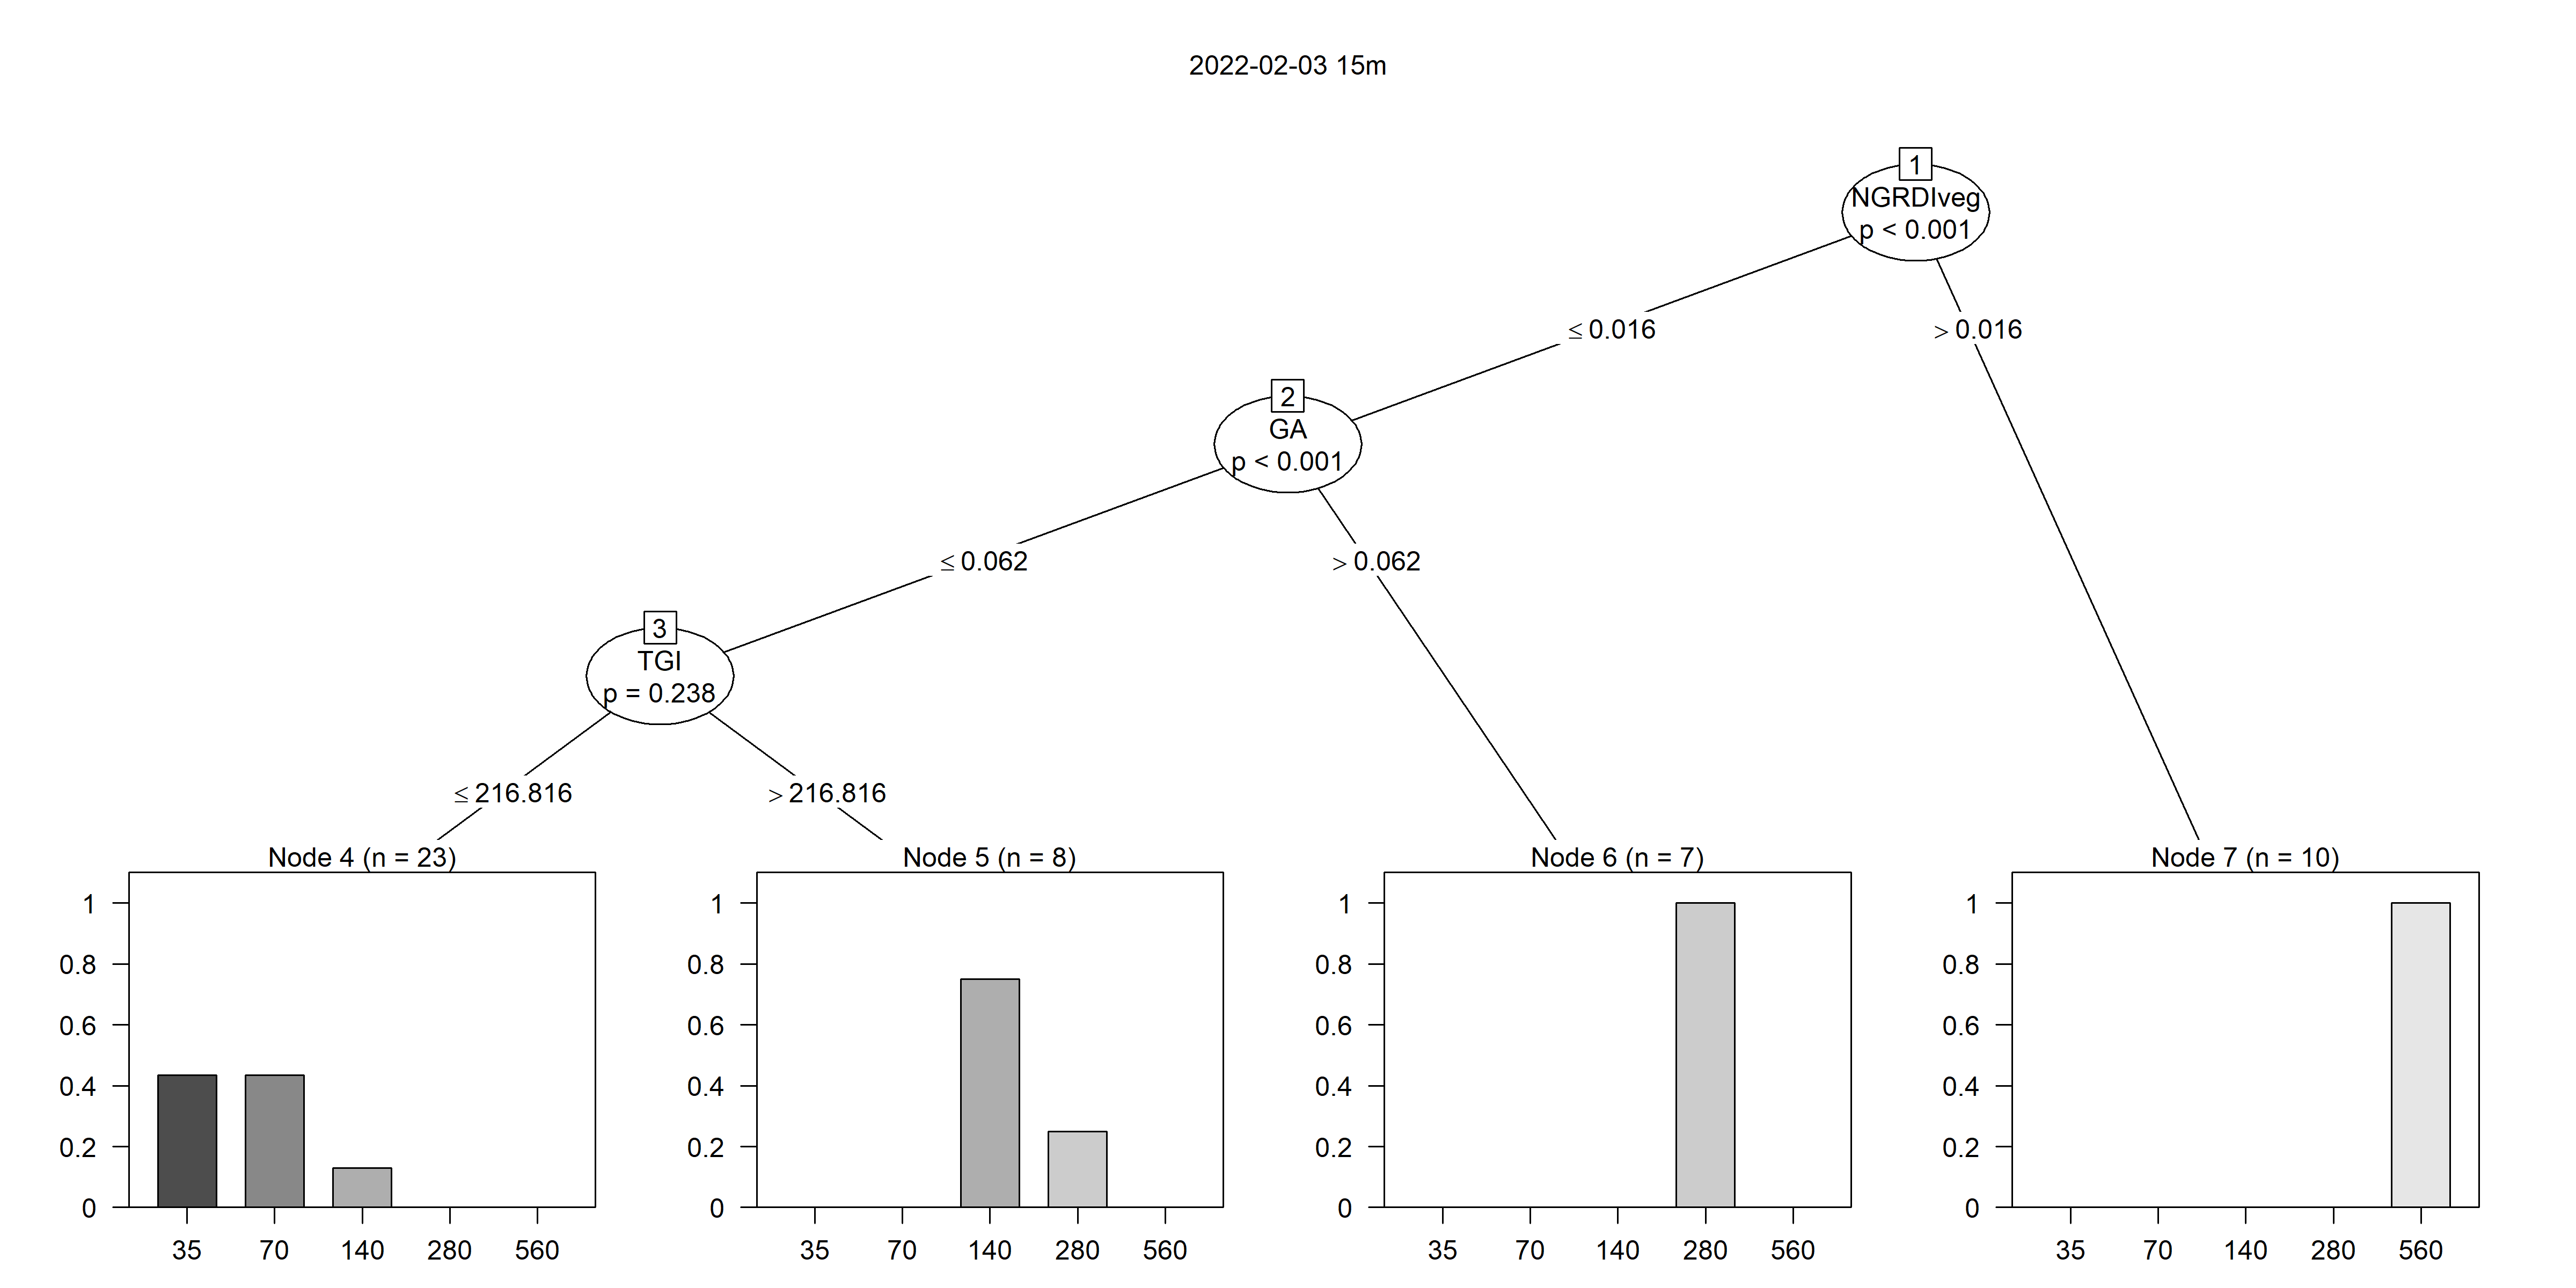 2022-02-03 15m
1
NGRDIveg
p < 0.001
≤ 0.016
> 0.016
2
GA
p < 0.001
≤ 0.062
> 0.062
3
TGI
p = 0.238
≤ 216.816
> 216.816
Node 4 (n = 23)
1
0.8
0.6
0.4
0.2
0
35 70 140 280 560
Node 5 (n = 8)
1
0.8
0.6
0.4
0.2
0
35 70 140 280 560
Node 6 (n = 7)
1
0.8
0.6
0.4
0.2
0
35 70 140 280 560
Node 7 (n = 10)
1
0.8
0.6
0.4
0.2
0
35 70 140 280 560